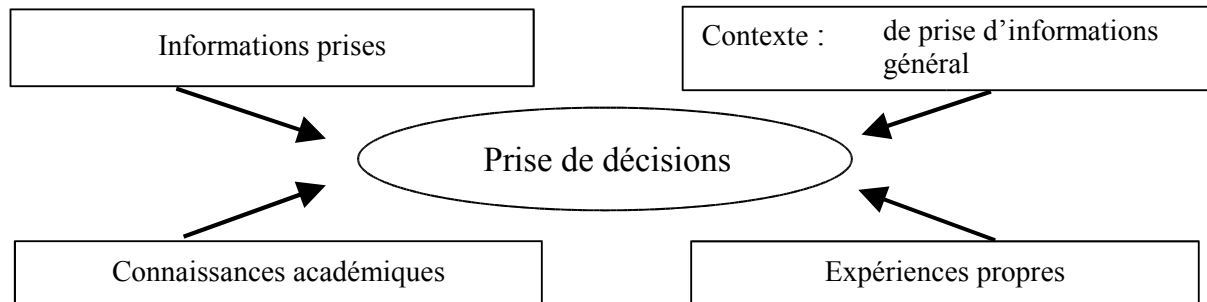 Informations prises
Contexte : de prise d’informations
général
Prise de décisions
Connaissances académiques
Expériences propres